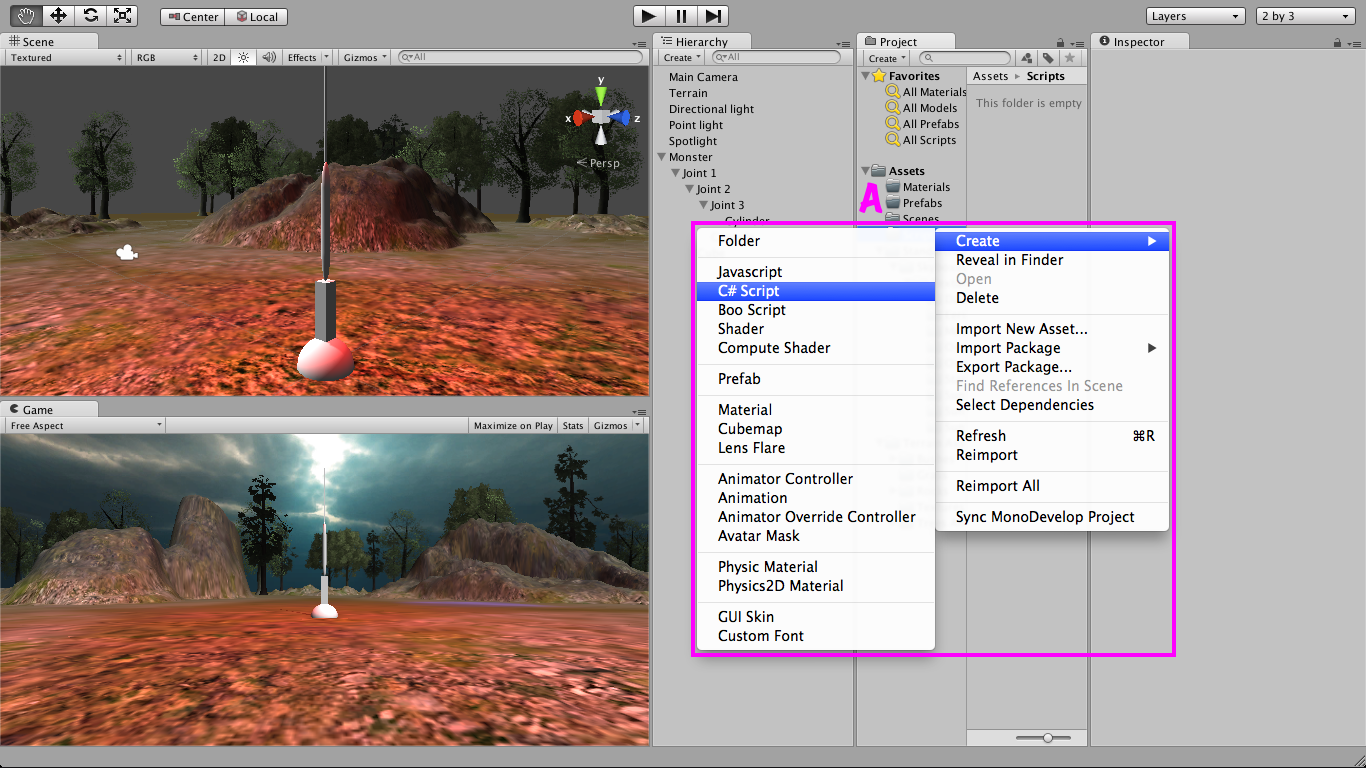 Center
Local
Layers
2 by 3
Scene
Textured
RGB
2D
Effects
Gizmos
All
Hierarchy
Create
All
Main Camera
Terrain
Directional light
Point light
Spotlight
Monster
Joint 1
Joint 2
Joint 3
Cylinder
Project
Create
Favorites
All Materials
All Models
All Prefabs
All Scripts
Assets
Materials
Prefabs
Scenes
Assets ▸ Scripts
This folder is empty
Inspector
x
y
z
Persp
A
Folder
Javascript
C# Script
Boo Script
Shader
Compute Shader
Prefab
Material
Cubemap
Lens Flare
Animator Controller
Animation
Animator Override Controller
Avatar Mask
Physic Material
Physics2D Material
GUI Skin
Custom Font
Create
Reveal in Finder
Open
Delete
Import New Asset...
Import Package
Export Package...
Find References In Scene
Select Dependencies
Refresh ⌘R
Reimport
Reimport All
Sync MonoDevelop Project
Game
Free Aspect
Maximize on Play
Stats
Gizmos